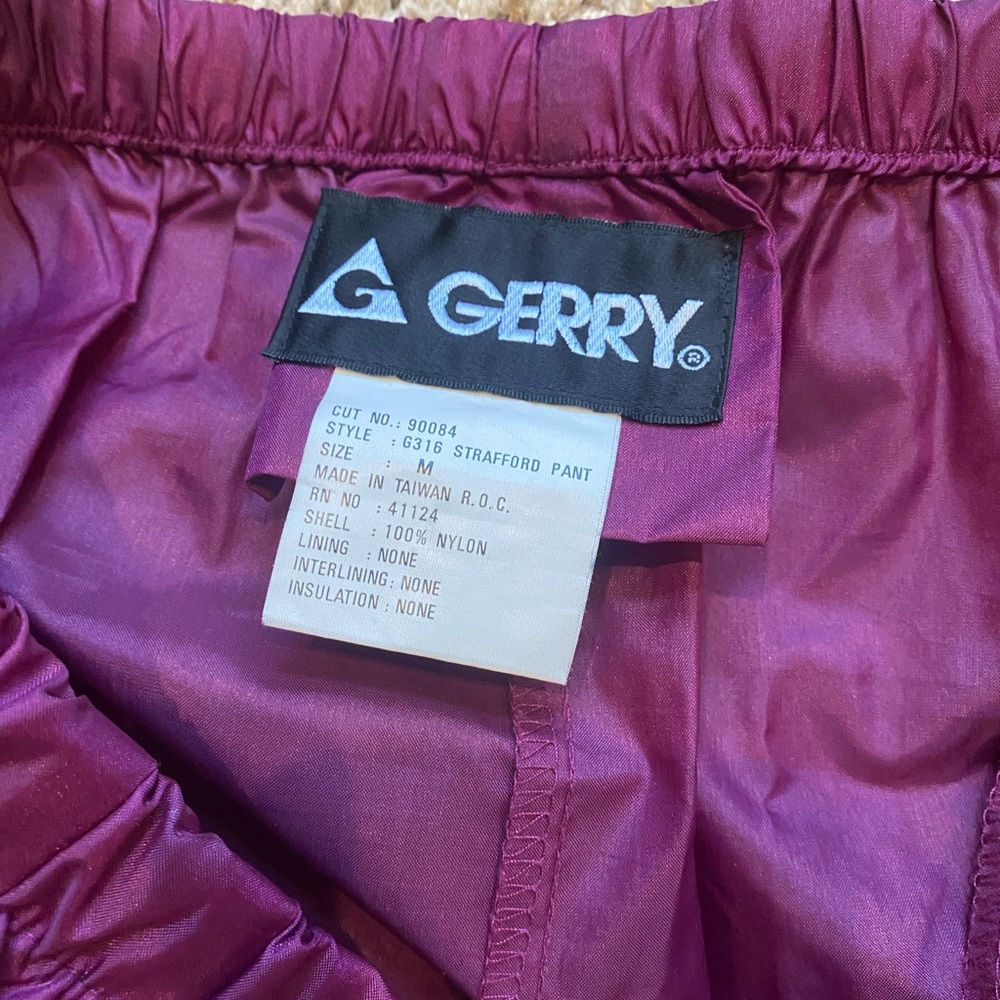 G GERRY®
CUT NO.: 90084
STYLE : G316 STRAFFORD PANT
SIZE : M
MADE IN TAIWAN R.O.C.
RN NO : 41124
SHELL : 100% NYLON
LINING : NONE
INTERLINING: NONE
INSULATION : NONE